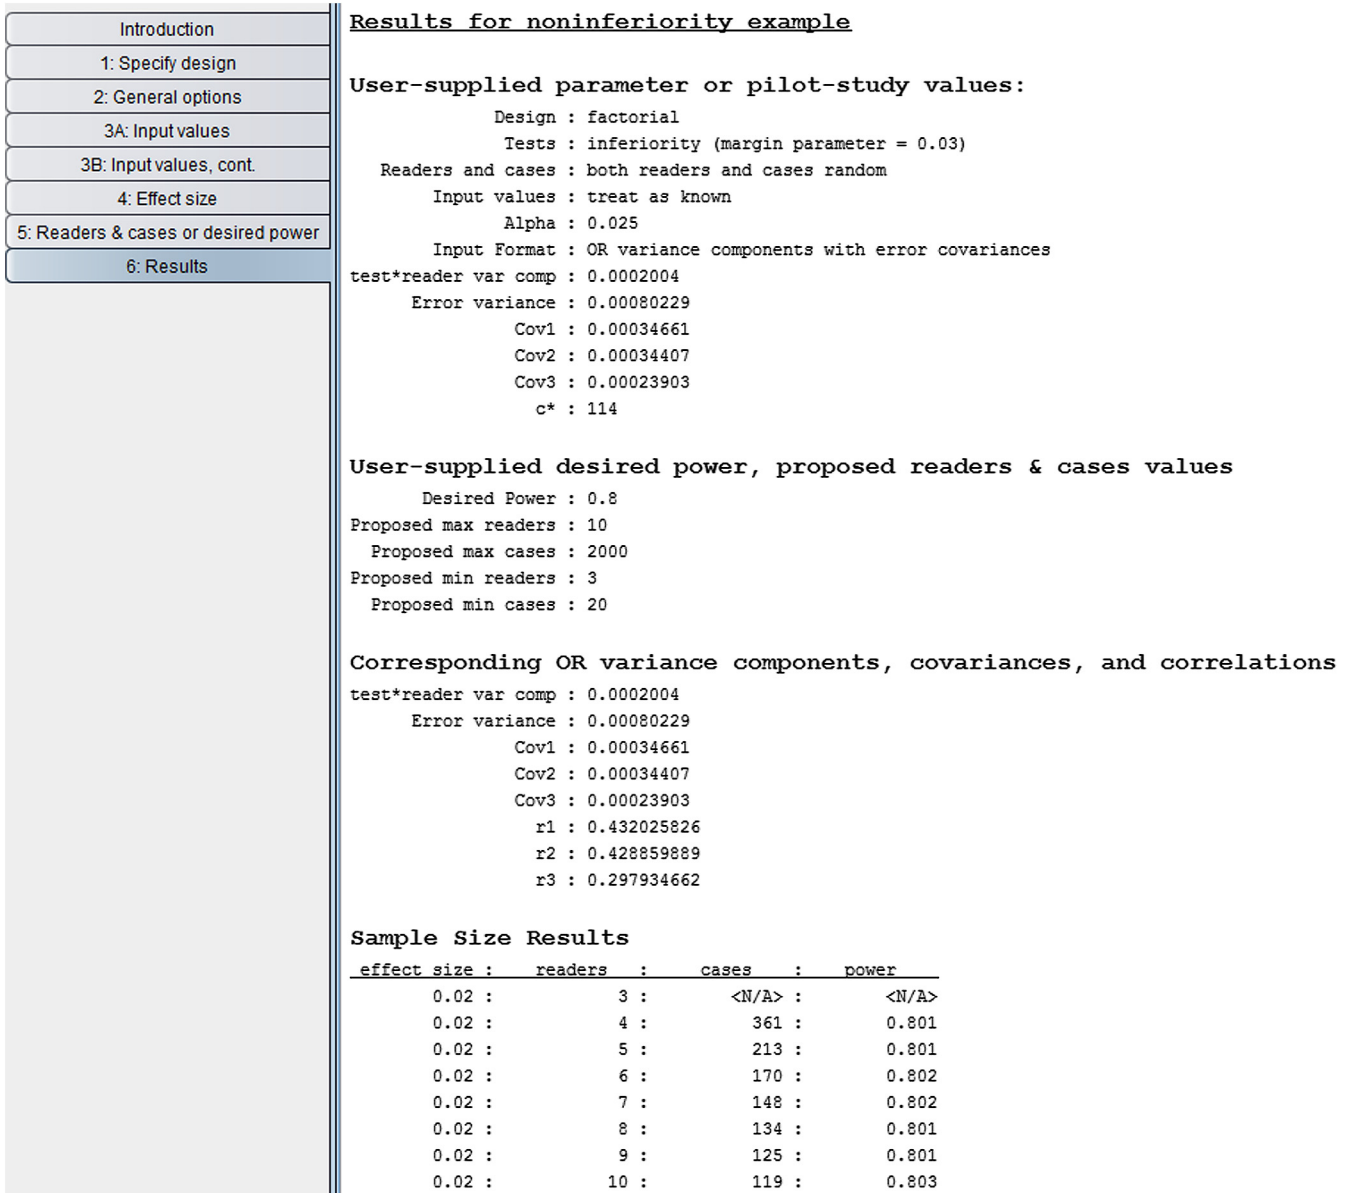 Introduction
1: Specify design
2: General options
3A: Input values
3B: Input values, cont.
4: Effect size
5: Readers & cases or desired power
6: Results
Results for noninferiority example
User-supplied parameter or pilot-study values:
Design : factorial
Tests : inferiority (margin parameter = 0.03)
Readers and cases : both readers and cases random
Input values : treat as known
Alpha : 0.025
Input Format : OR variance components with error covariances
test*reader var comp : 0.0002004
Error variance : 0.00080229
Cov1 : 0.00034661
Cov2 : 0.00034407
Cov3 : 0.00023903
c* : 114
User-supplied desired power, proposed readers & cases values
Desired Power : 0.8
Proposed max readers : 10
Proposed max cases : 2000
Proposed min readers : 3
Proposed min cases : 20
Corresponding OR variance components, covariances, and correlations
test*reader var comp : 0.0002004
Error variance : 0.00080229
Cov1 : 0.00034661
Cov2 : 0.00034407
Cov3 : 0.00023903
r1 : 0.432025826
r2 : 0.428859889
r3 : 0.297934662
Sample Size Results
effect size : readers : cases : power
0.02 : 3 : <N/A> : <N/A>
0.02 : 4 : 361 : 0.801
0.02 : 5 : 213 : 0.801
0.02 : 6 : 170 : 0.802
0.02 : 7 : 148 : 0.802
0.02 : 8 : 134 : 0.801
0.02 : 9 : 125 : 0.801
0.02 : 10 : 119 : 0.803